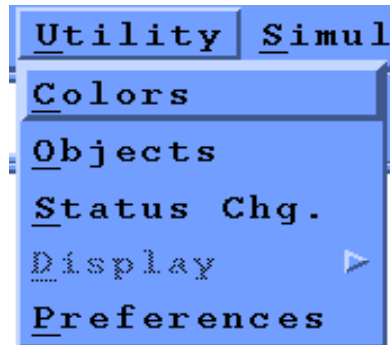 Utility Simul
Colors
Objects
Status Chg.
Display
Preferences